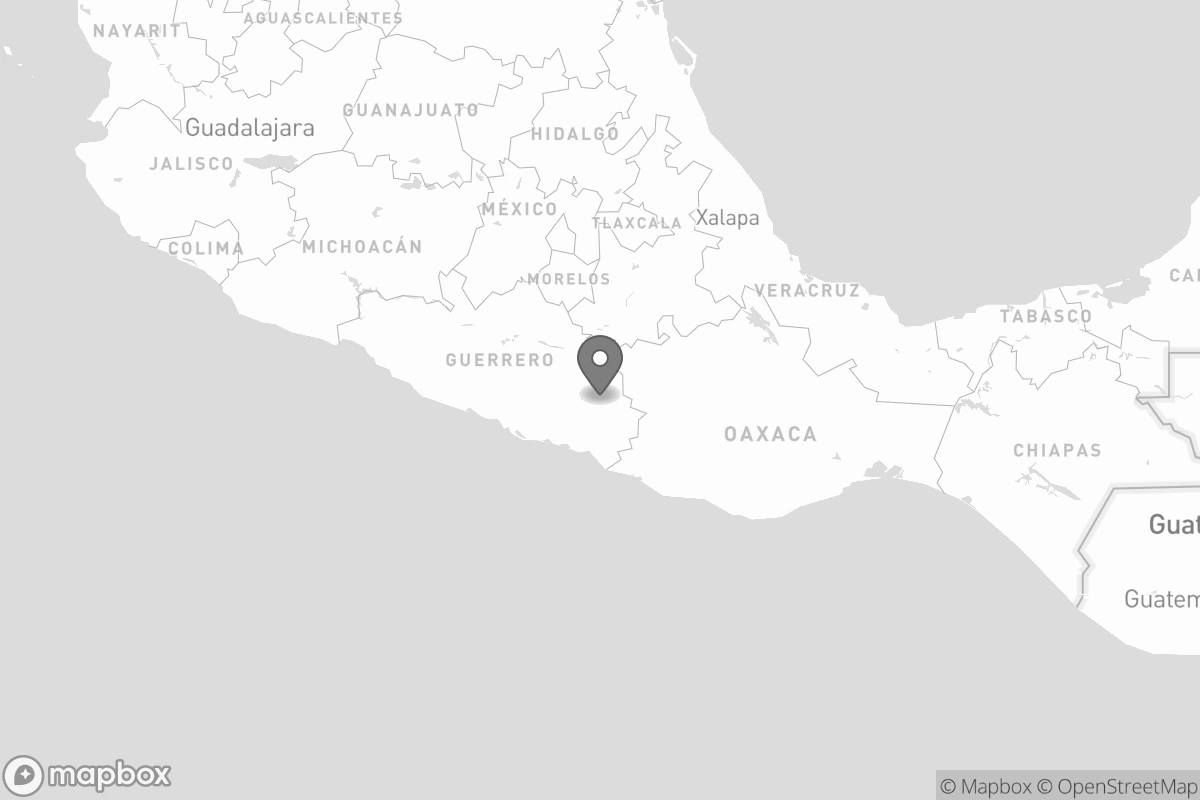 AGUASCALIENTES
NAYARIT
GUANAJUATO
Guadalajara
HIDALGO
JALISCO
MÉXICO
TLAXCALA
Xalapa
COLIMA
MICHOACÁN
MORELOS
VERACRUZ
CA
TABASCO
GUERRERO
OAXACA
CHIAPAS
Guat
Guatem
mapbox
© Mapbox © OpenStreetMap